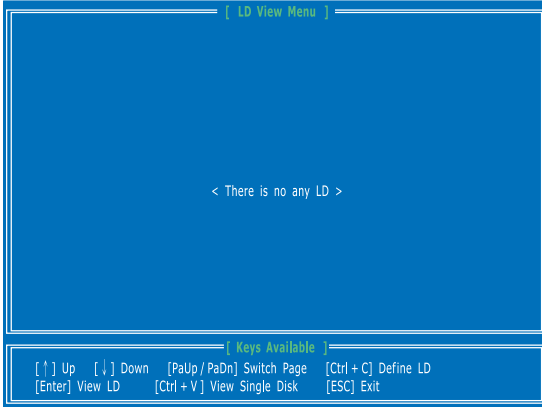 [ LD View Menu ]
< There is no any LD >
[ Keys Available ]
[↑] Up [↓] Down [PaUp/PaDn] Switch Page [Ctrl+C] Define LD
[Enter] View LD [Ctrl+V] View Single Disk [ESC] Exit